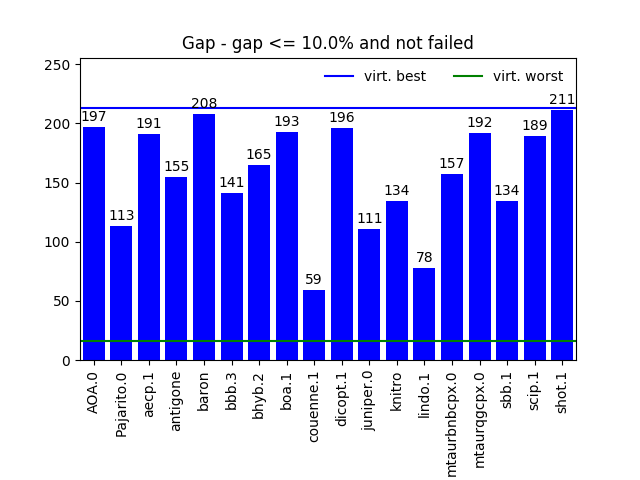 Gap - gap <= 10.0% and not failed
virt. best
virt. worst
250
200
150
100
50
0
197
113
191
155
208
141
165
193
59
196
111
134
78
157
192
134
189
211
AOA.0
Pajarito.0
aecp.1
antigone
baron
bbb.3
bhyb.2
boa.1
couenne.1
dicopt.1
juniper.0
knitro
lindo.1
mtaurbnbcpx.0
mtaurqgcpx.0
sbb.1
scip.1
shot.1